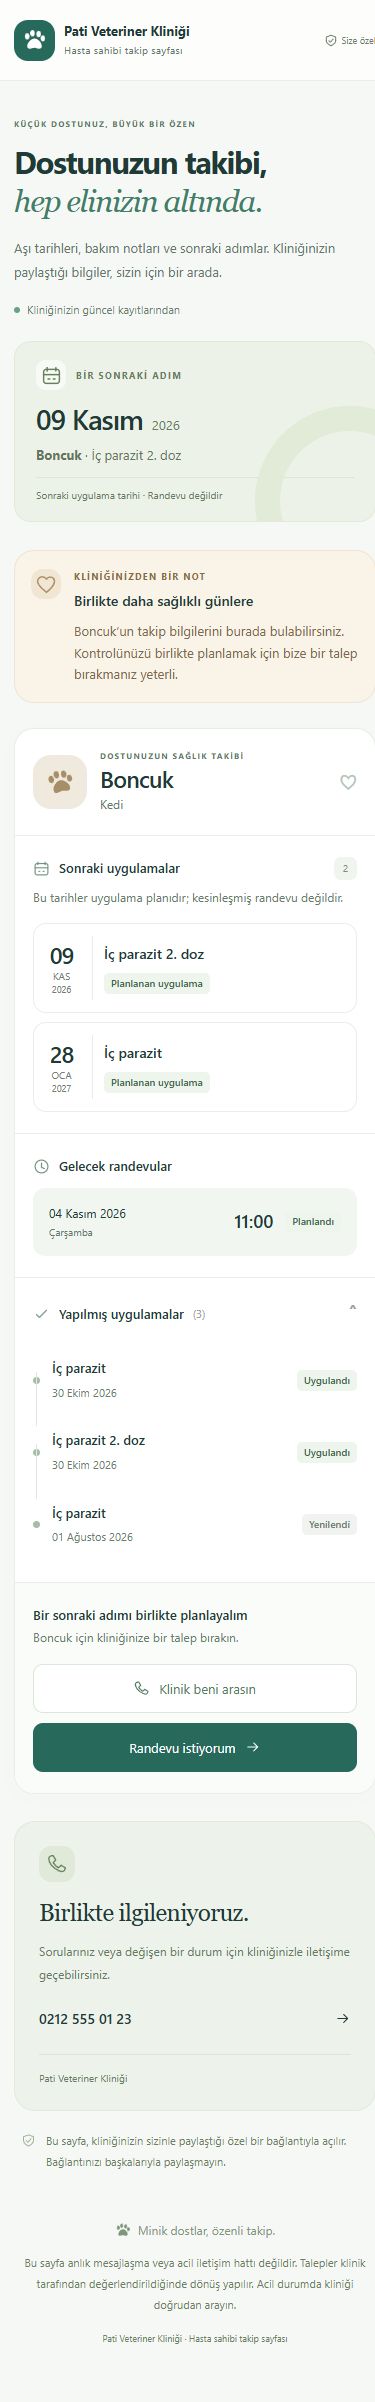 Pati Veteriner Kliniği
Hasta sahibi takip sayfası
Size özel
KÜÇÜK DOSTUNUZ, BÜYÜK BİR ÖZEN
Dostunuzun takibi,
hep elinizin altında.
Aşı tarihleri, bakım notları ve sonraki adımlar. Kliniğinizin
paylaştığı bilgiler, sizin için bir arada.
Kliniğinizin güncel kayıtlarından
BİR SONRAKİ ADIM
09 Kasım 2026
Boncuk · İç parazit 2. doz
Sonraki uygulama tarihi · Randevu değildir
KLİNİĞİNİZDEN BİR NOT
Birlikte daha sağlıklı günlere
Boncuk’un takip bilgilerini burada bulabilirsiniz.
Kontrolünüzü birlikte planlamak için bize bir talep
bırakmanız yeterli.
DOSTUNUZUN SAĞLIK TAKİBİ
Boncuk
Kedi
Sonraki uygulamalar 2
Bu tarihler uygulama planıdır; kesinleşmiş randevu değildir.
09
KAS
2026
İç parazit 2. doz
Planlanan uygulama
28
OCA
2027
İç parazit
Planlanan uygulama
Gelecek randevular
04 Kasım 2026
Çarşamba
11:00 Planlandı
Yapılmış uygulamalar (3)
İç parazit
30 Ekim 2026
Uygulandı
İç parazit 2. doz
30 Ekim 2026
Uygulandı
İç parazit
01 Ağustos 2026
Yenilendi
Bir sonraki adımı birlikte planlayalım
Boncuk için kliniğinize bir talep bırakın.
Klinik beni arasın
Randevu istiyorum →
Birlikte ilgileniyoruz.
Sorularınız veya değişen bir durum için kliniğinizle iletişime
geçebilirsiniz.
0212 555 01 23 →
Pati Veteriner Kliniği
Bu sayfa, kliniğinizin sizinle paylaştığı özel bir bağlantıyla açılır.
Bağlantınızı başkalarıyla paylaşmayın.
Minik dostlar, özenli takip.
Bu sayfa anlık mesajlaşma veya acil iletişim hattı değildir. Talepler klinik
tarafından değerlendirildiğinde dönüş yapılır. Acil durumda kliniği
doğrudan arayın.
Pati Veteriner Kliniği · Hasta sahibi takip sayfası